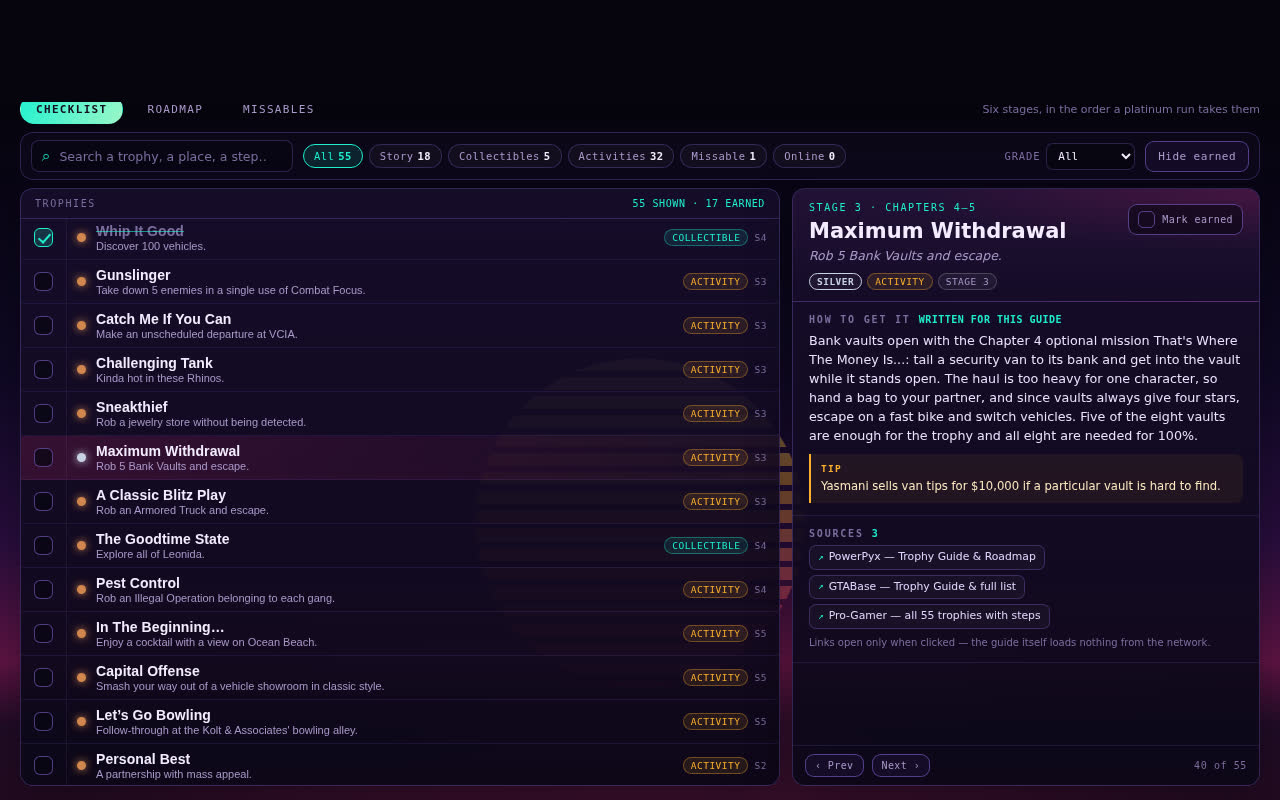 CHECKLIST
ROADMAP
MISSABLES
Six stages, in the order a platinum run takes them
Search a trophy, a place, a step..
All 55
Story 18
Collectibles 5
Activities 32
Missable 1
Online 0
GRADE
All
Hide earned
TROPHIES
55 SHOWN · 17 EARNED
Whip It Good
Discover 100 vehicles.
COLLECTIBLE
S4
Gunslinger
Take down 5 enemies in a single use of Combat Focus.
ACTIVITY
S3
Catch Me If You Can
Make an unscheduled departure at VCIA.
ACTIVITY
S3
Challenging Tank
Kinda hot in these Rhinos.
ACTIVITY
S3
Sneakthief
Rob a jewelry store without being detected.
ACTIVITY
S3
Maximum Withdrawal
Rob 5 Bank Vaults and escape.
ACTIVITY
S3
A Classic Blitz Play
Rob an Armored Truck and escape.
ACTIVITY
S3
The Goodtime State
Explore all of Leonida.
COLLECTIBLE
S4
Pest Control
Rob an Illegal Operation belonging to each gang.
ACTIVITY
S4
In The Beginning…
Enjoy a cocktail with a view on Ocean Beach.
ACTIVITY
S5
Capital Offense
Smash your way out of a vehicle showroom in classic style.
ACTIVITY
S5
Let’s Go Bowling
Follow-through at the Kolt & Associates' bowling alley.
ACTIVITY
S5
Personal Best
A partnership with mass appeal.
ACTIVITY
S2
STAGE 3 · CHAPTERS 4–5
Maximum Withdrawal
Rob 5 Bank Vaults and escape.
Mark earned
SILVER
ACTIVITY
STAGE 3
HOW TO GET IT WRITTEN FOR THIS GUIDE
Bank vaults open with the Chapter 4 optional mission That's Where
The Money Is...: tail a security van to its bank and get into the vault
while it stands open. The haul is too heavy for one character, so
hand a bag to your partner, and since vaults always give four stars,
escape on a fast bike and switch vehicles. Five of the eight vaults
are enough for the trophy and all eight are needed for 100%.
TIP
Yasmani sells van tips for $10,000 if a particular vault is hard to find.
SOURCES 3
↗ PowerPyx — Trophy Guide & Roadmap
↗ GTABase — Trophy Guide & full list
↗ Pro-Gamer — all 55 trophies with steps
Links open only when clicked — the guide itself loads nothing from the network.
‹ Prev
Next ›
40 of 55